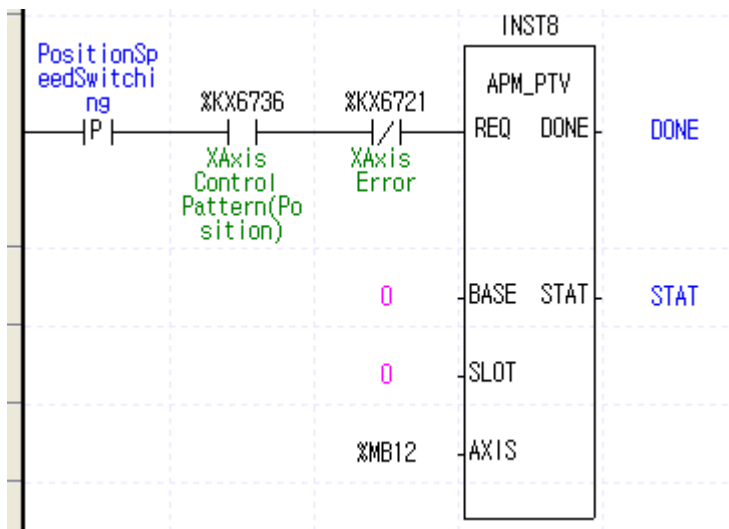 INST8
PositionSp
eedSwitchi
ng
%KX6736
%KX6721
APM_PTV
P
REQ DONE
DONE
XAxis
Control
Pattern(Po
sition)
XAxis
Error
0
BASE STAT
STAT
0
SLOT
%MB12
AXIS